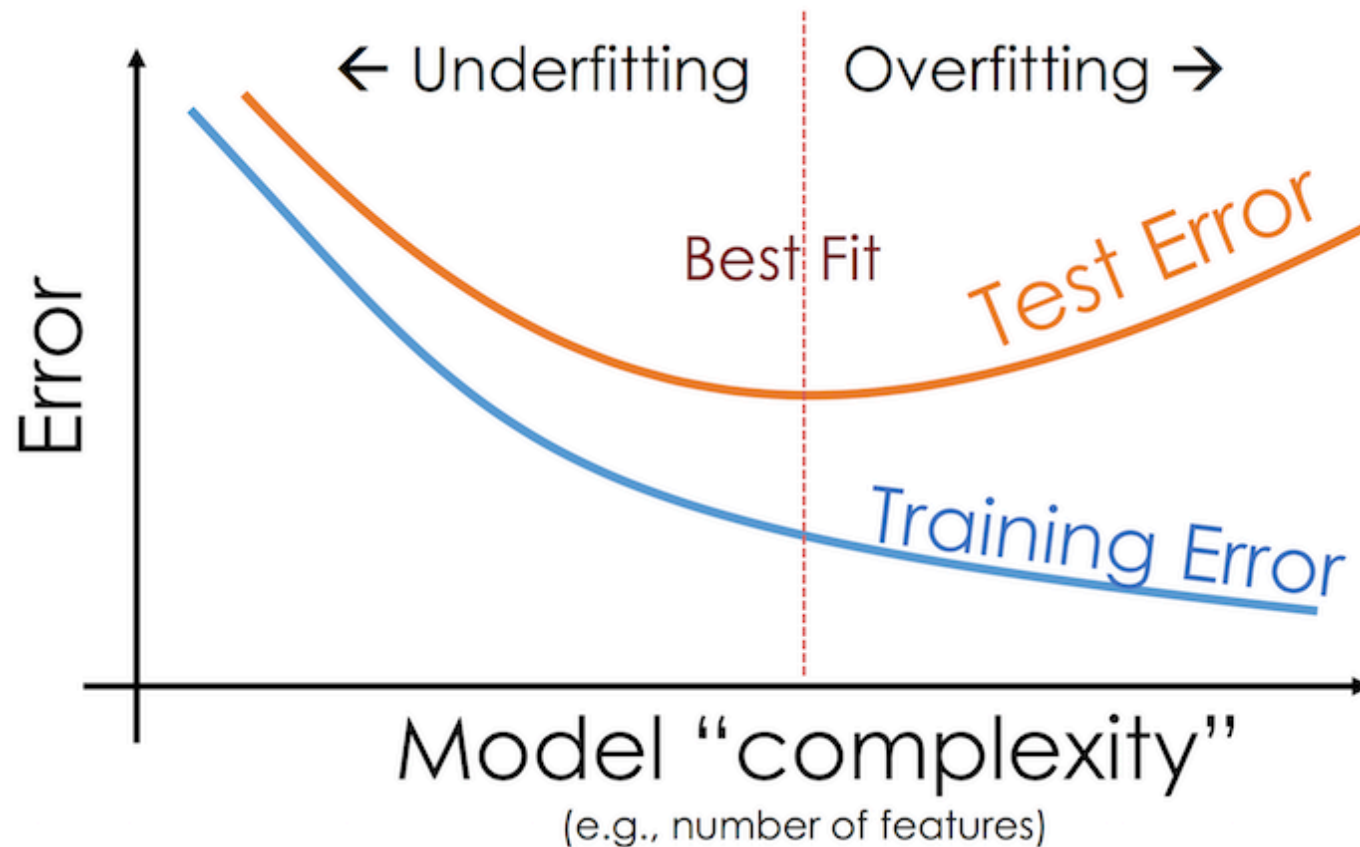 ← Underfitting
Overfitting →
Best Fit
Test Error
Training Error
Error
Model “complexity”
(e.g., number of features)